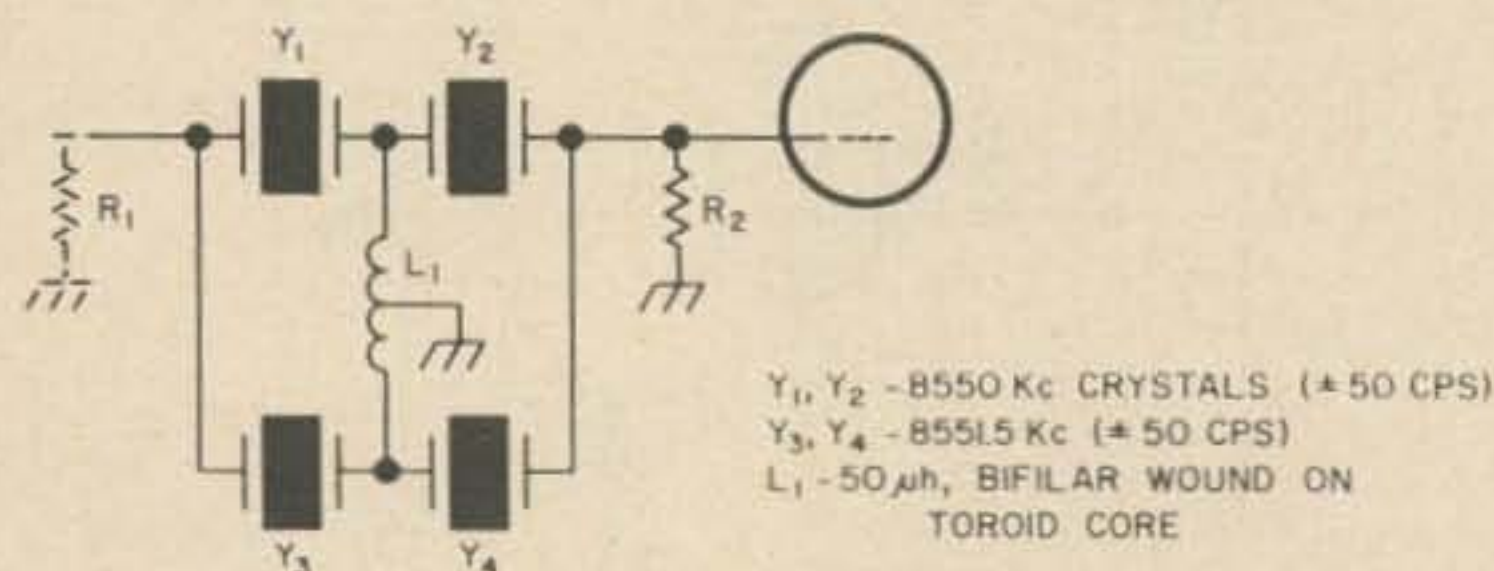 Y1 Y2
R1
L1
R2
Y1, Y2 - 8550 Kc CRYSTALS (± 50 CPS)
Y3, Y4 - 8551.5 Kc (± 50 CPS)
L1 - 50 μh, BIFILAR WOUND ON
TOROID CORE
Y3 Y4